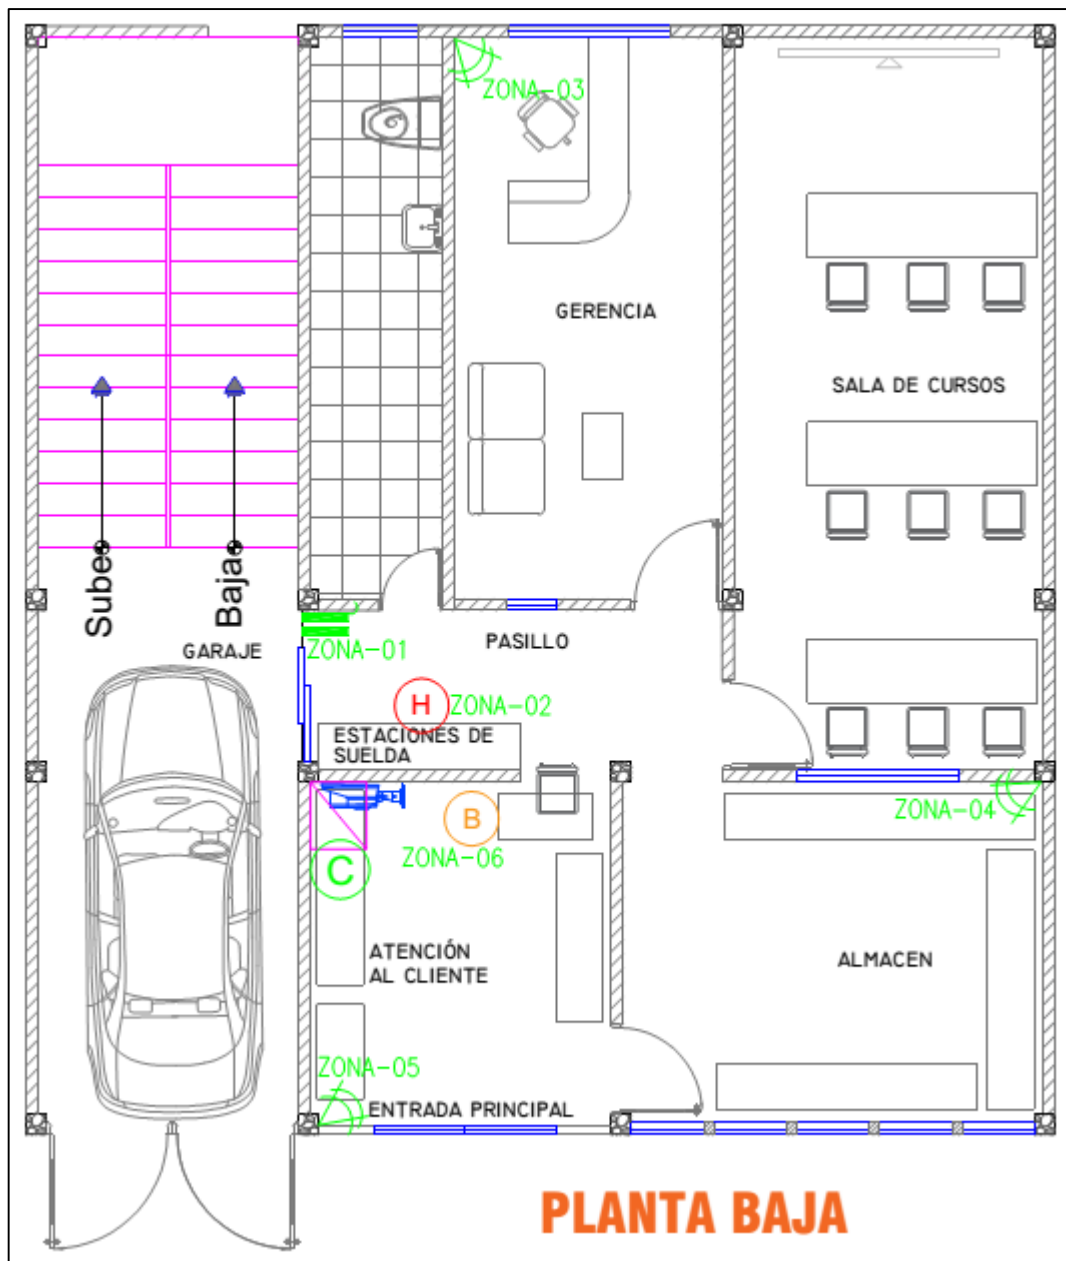 ZONA-03
GERENCIA
SALA DE CURSOS
Sube
Baja
GARAJE
ZONA-01
PASILLO
H
ZONA-02
ESTACIONES DE
SUELDA
ZONA-04
B
ZONA-06
C
ATENCIÓN
AL CLIENTE
ALMACEN
ZONA-05
ENTRADA PRINCIPAL
PLANTA BAJA